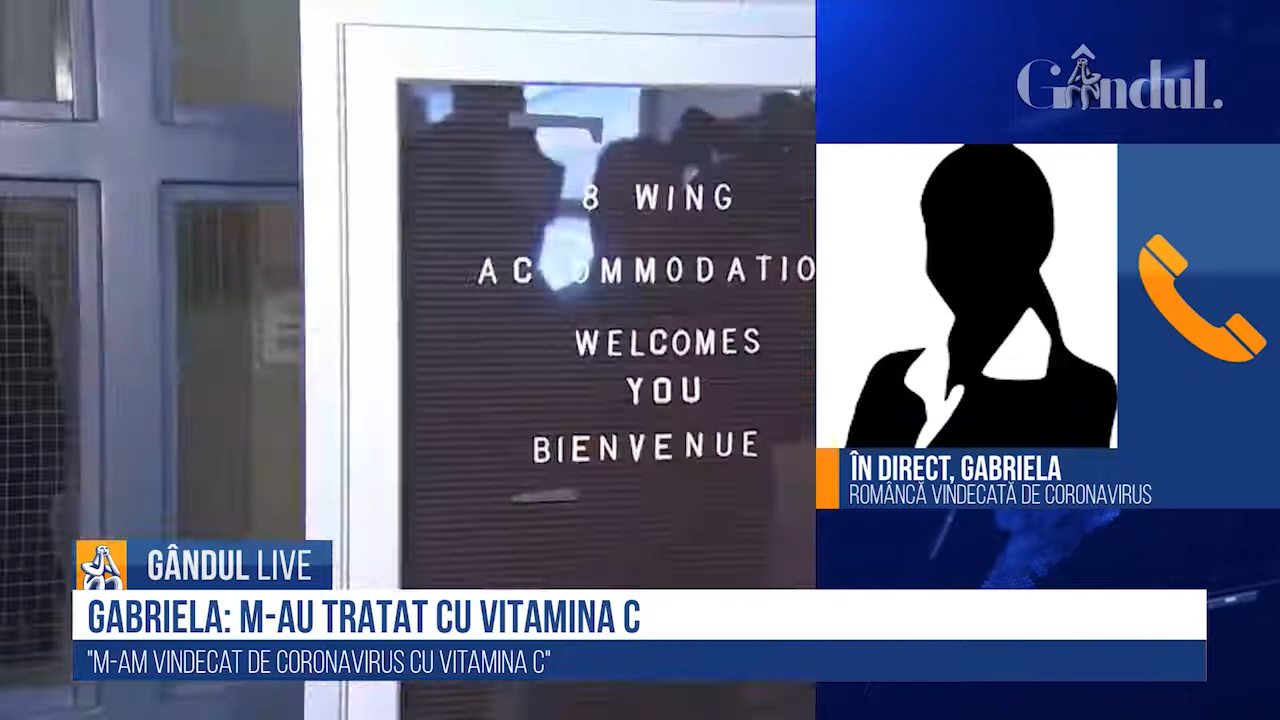 8 WING
ACCOMMODATIO
WELCOMES
YOU
BIENVENUE
Gândul.
ÎN DIRECT, GABRIELA
ROMÂNCĂ VINDECATĂ DE CORONAVIRUS
GÂNDUL LIVE
GABRIELA: M-AU TRATAT CU VITAMINA C
"M-AM VINDECAT DE CORONAVIRUS CU VITAMINA C"